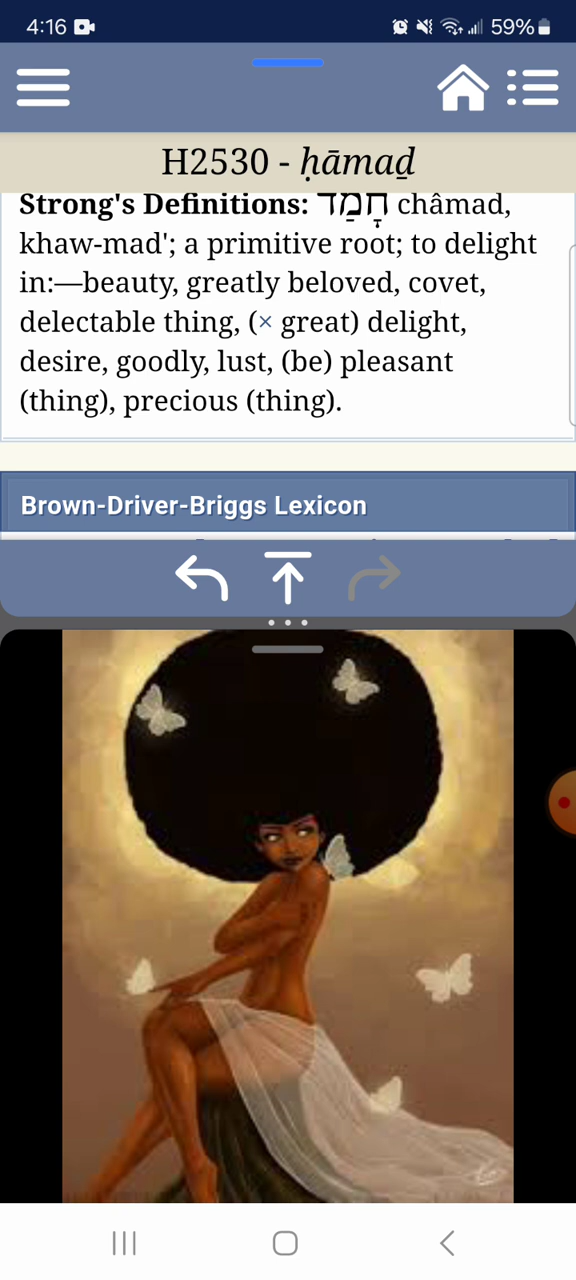 4:16
59%
H2530 - ḥāmaḏ
Strong's Definitions: חָמַד châmad,
khaw-mad'; a primitive root; to delight
in:—beauty, greatly beloved, covet,
delectable thing, (× great) delight,
desire, goodly, lust, (be) pleasant
(thing), precious (thing).
Brown-Driver-Briggs Lexicon